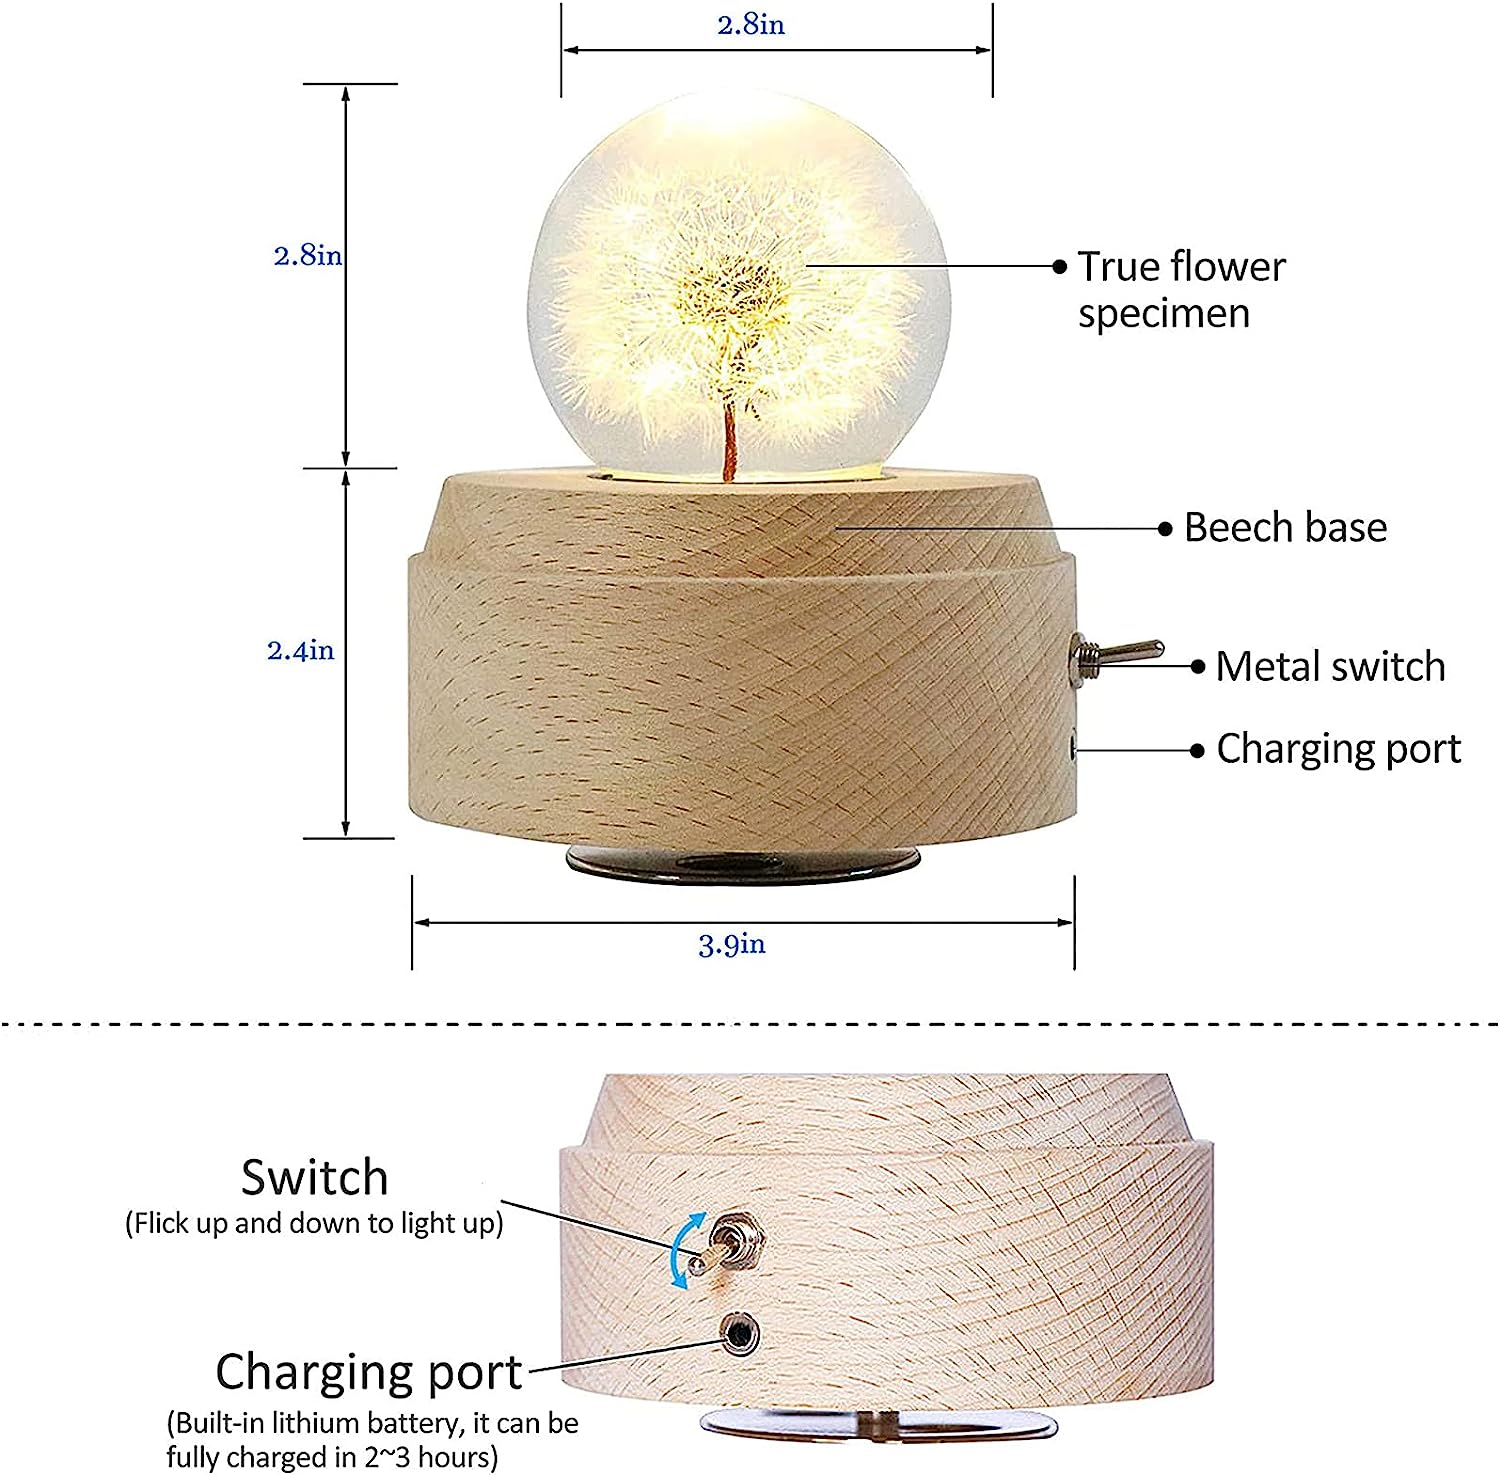 2.8in
2.8in
True flower
specimen
Beech base
2.4in
Metal switch
Charging port
3.9in
Switch
(Flick up and down to light up)
Charging port
(Built-in lithium battery, it can be
fully charged in 2~3 hours)